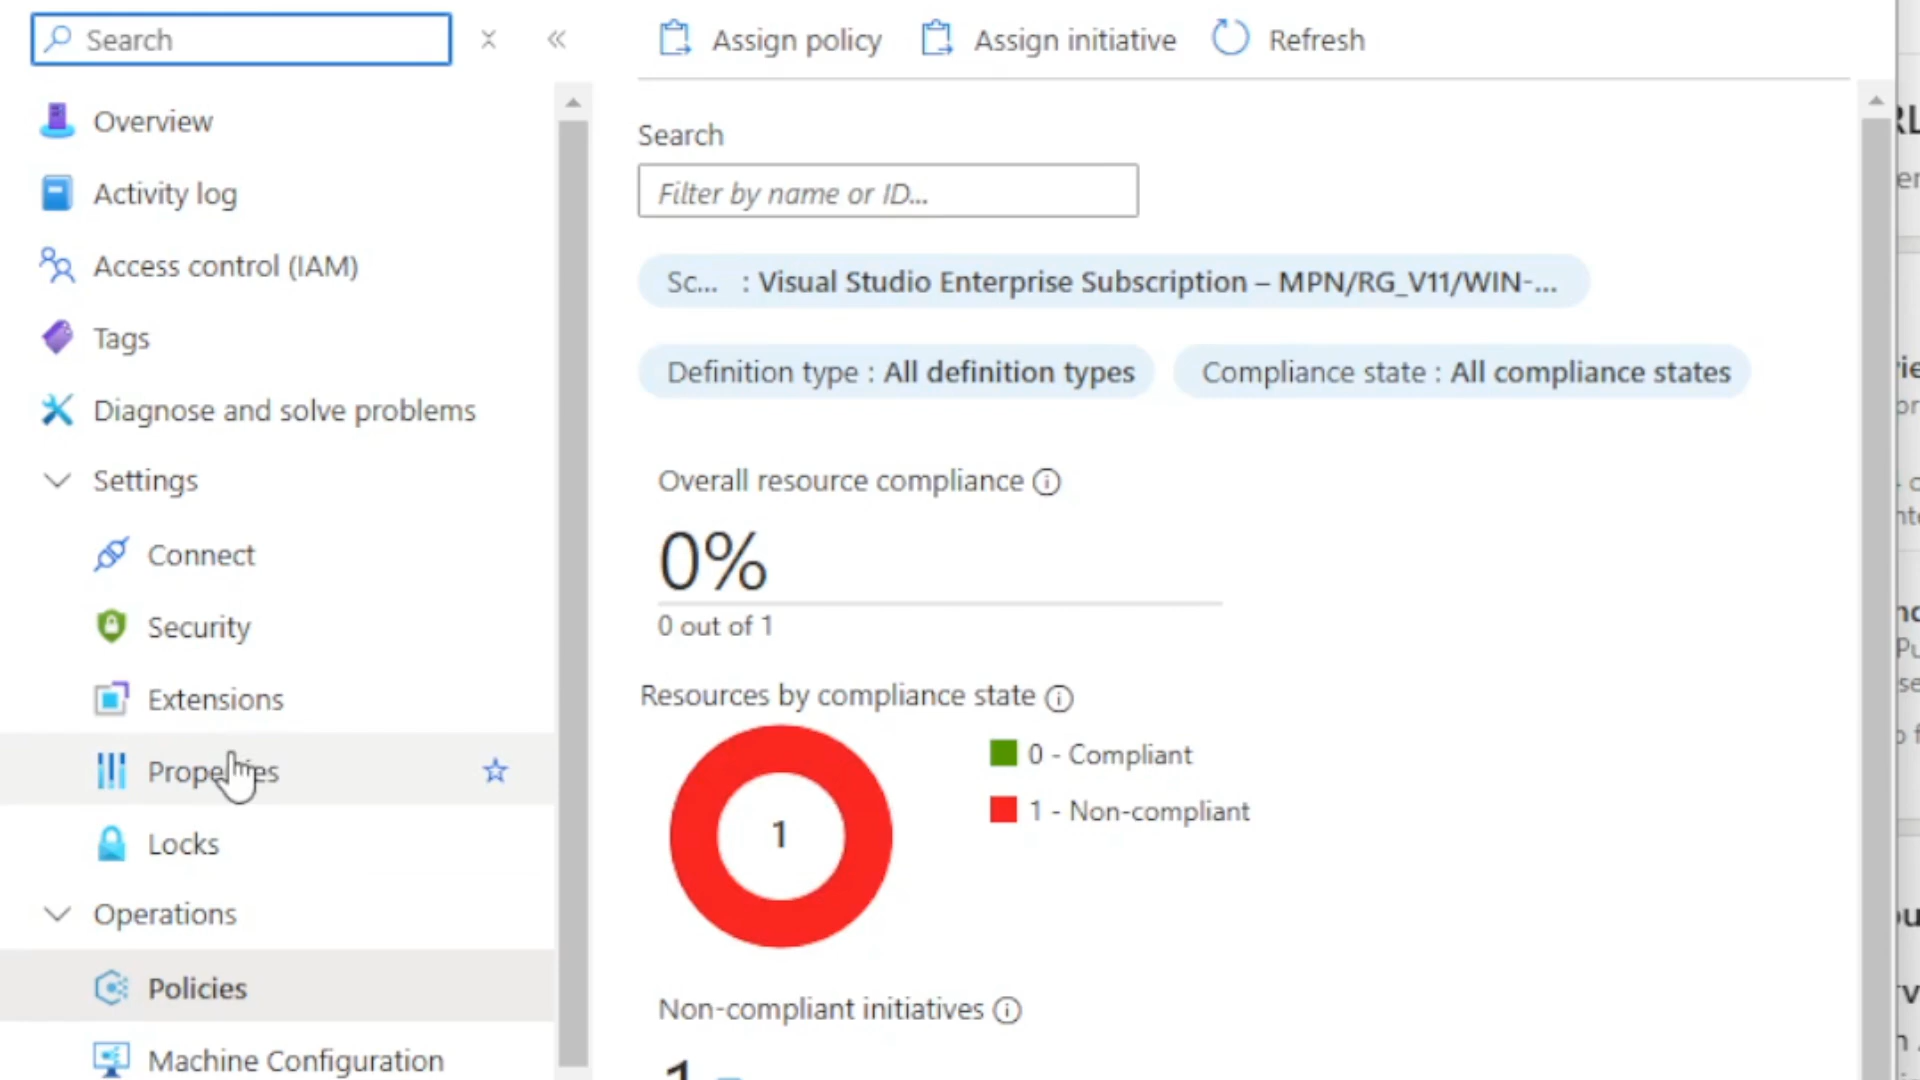 Search
Overview
Activity log
Access control (IAM)
Tags
Diagnose and solve problems
Settings
Connect
Security
Extensions
Properties
Locks
Operations
Policies
Machine Configuration
Assign policy
Assign initiative
Refresh
Search
Filter by name or ID...
Sc... : Visual Studio Enterprise Subscription – MPN/RG_V11/WIN-...
Definition type : All definition types
Compliance state : All compliance states
Overall resource compliance
0%
0 out of 1
Resources by compliance state
1
0 - Compliant
1 - Non-compliant
Non-compliant initiatives
1